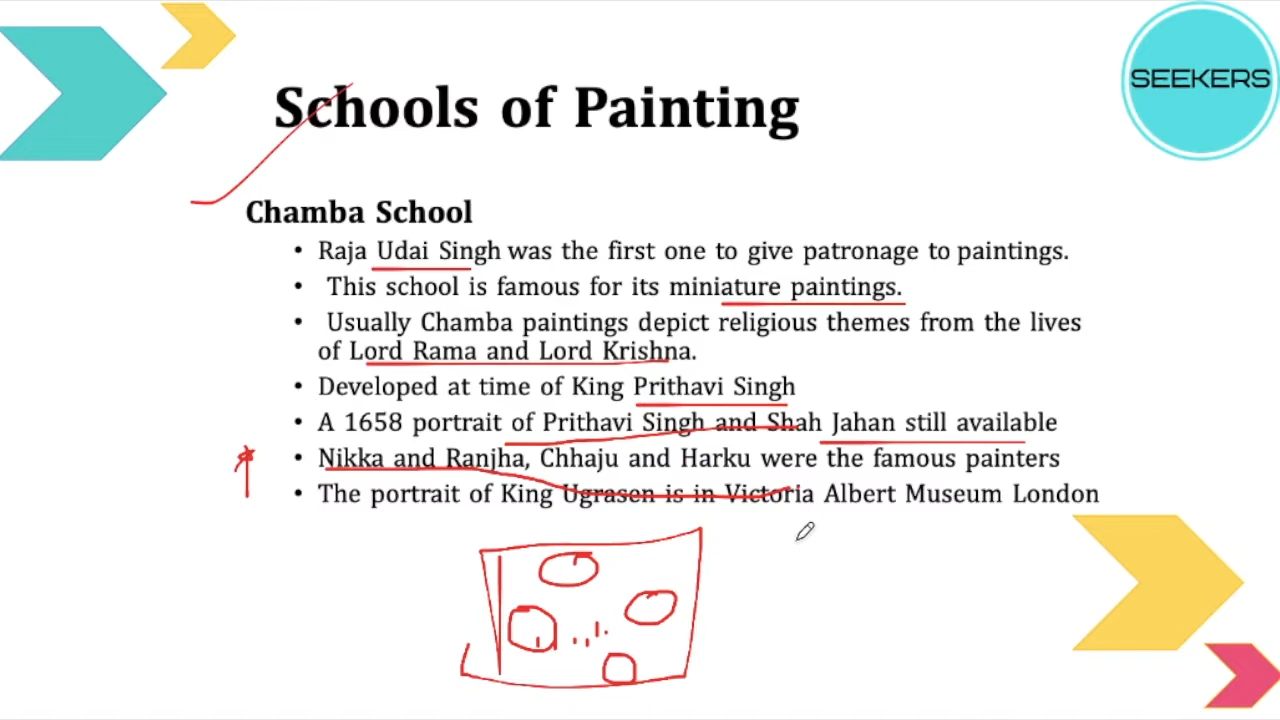 SEEKERS
Schools of Painting
Chamba School
• Raja Udai Singh was the first one to give patronage to paintings.
• This school is famous for its miniature paintings.
• Usually Chamba paintings depict religious themes from the lives
of Lord Rama and Lord Krishna.
• Developed at time of King Prithavi Singh
• A 1658 portrait of Prithavi Singh and Shah Jahan still available
• Nikka and Ranjha, Chhaju and Harku were the famous painters
• The portrait of King Ugrasen is in Victoria Albert Museum London